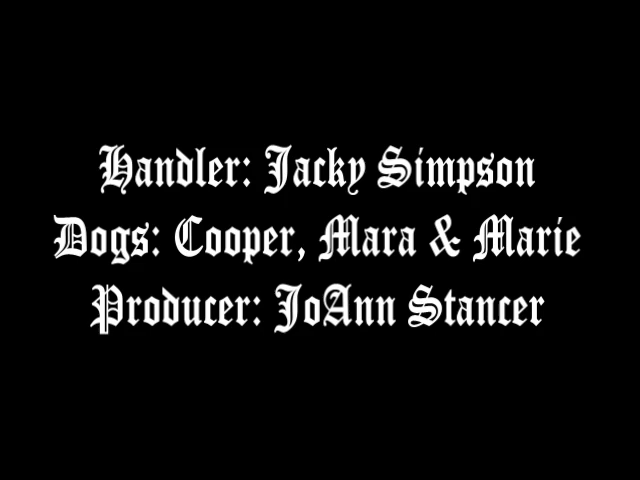 Handler: Jacky Simpson
Dogs: Cooper, Mara & Marie
Producer: JoAnn Stancer